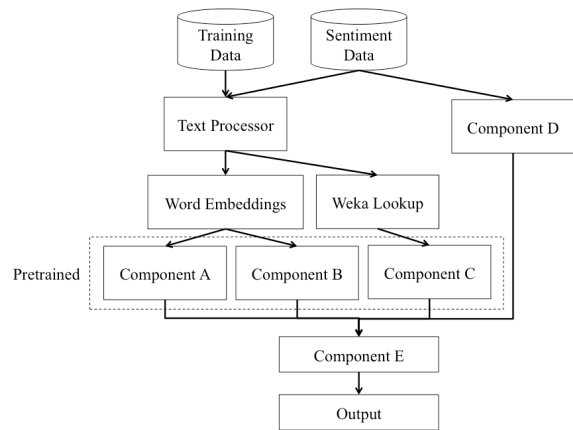 Training
Data
Sentiment
Data
Text Processor
Component D
Word Embeddings
Weka Lookup
Pretrained
Component A
Component B
Component C
Component E
Output